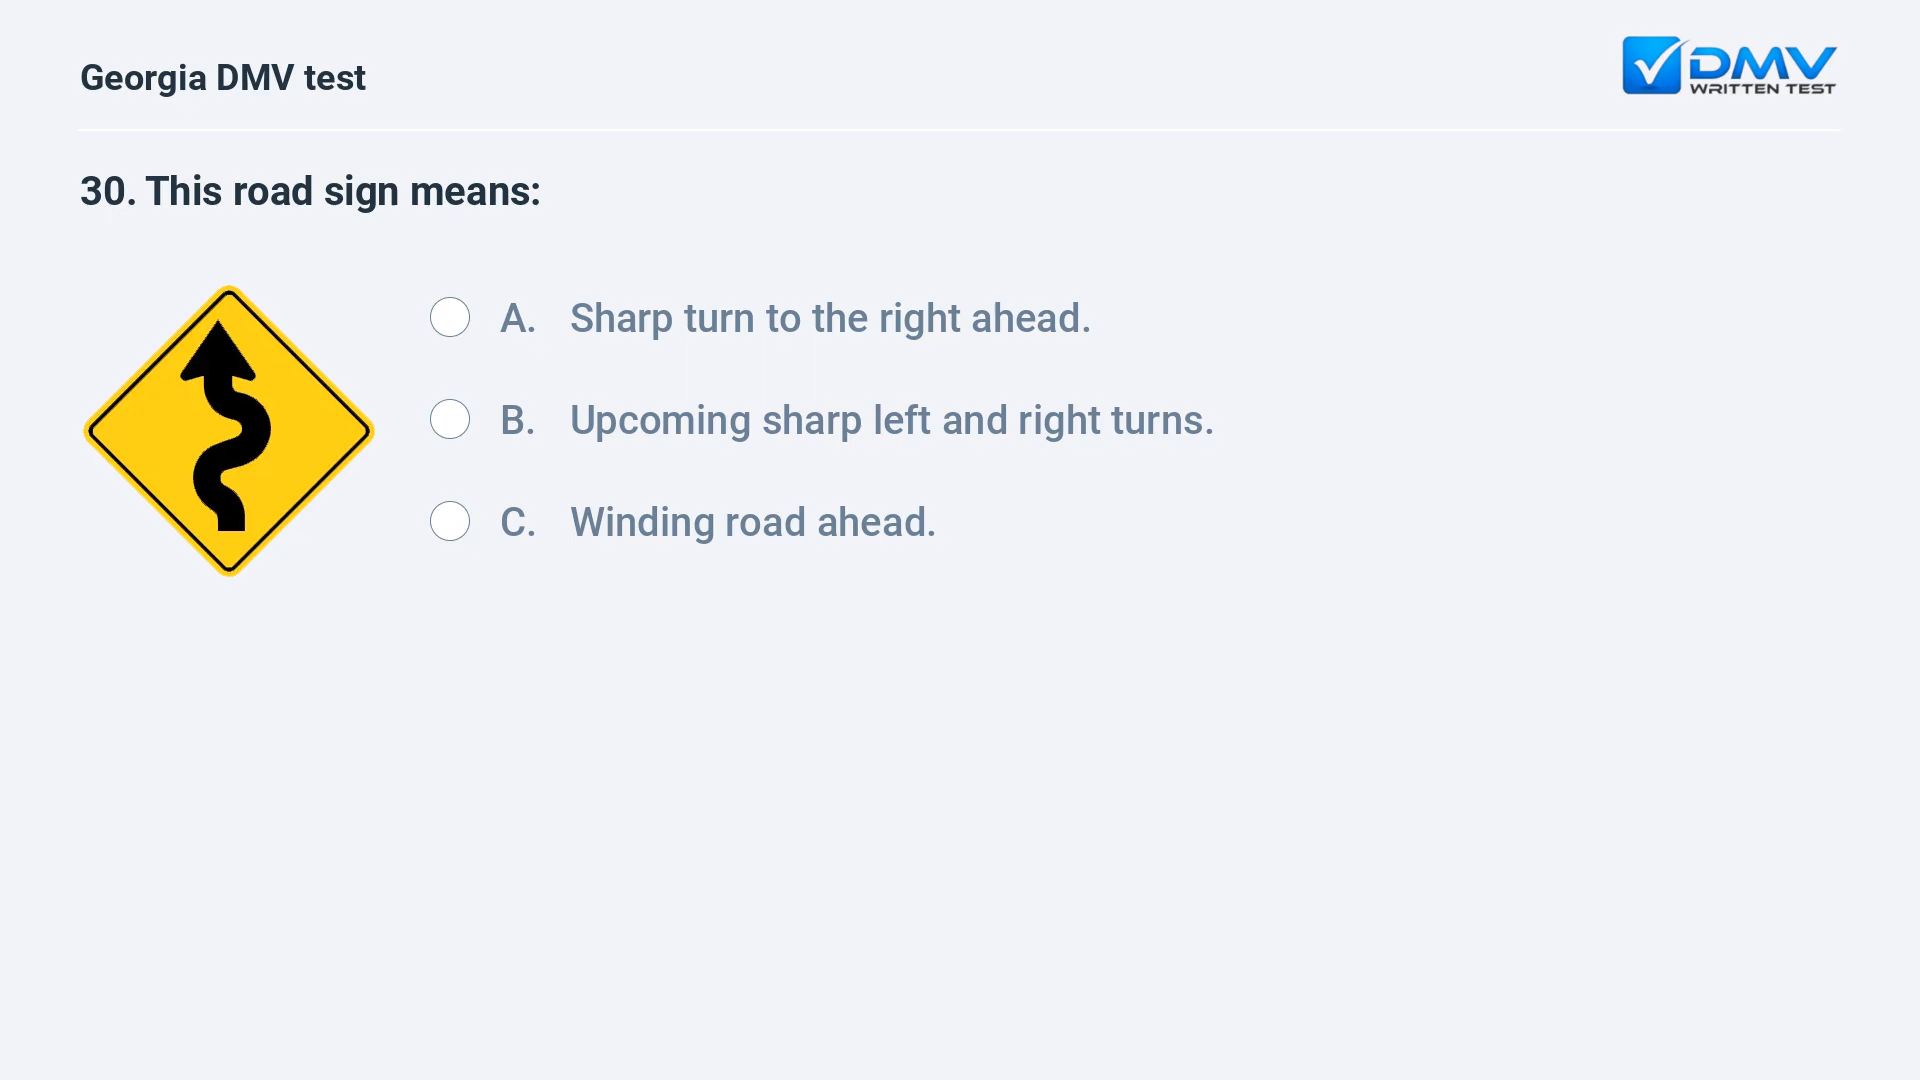 Georgia DMV test
DMV
WRITTEN TEST
30. This road sign means:
A. Sharp turn to the right ahead.
B. Upcoming sharp left and right turns.
C. Winding road ahead.